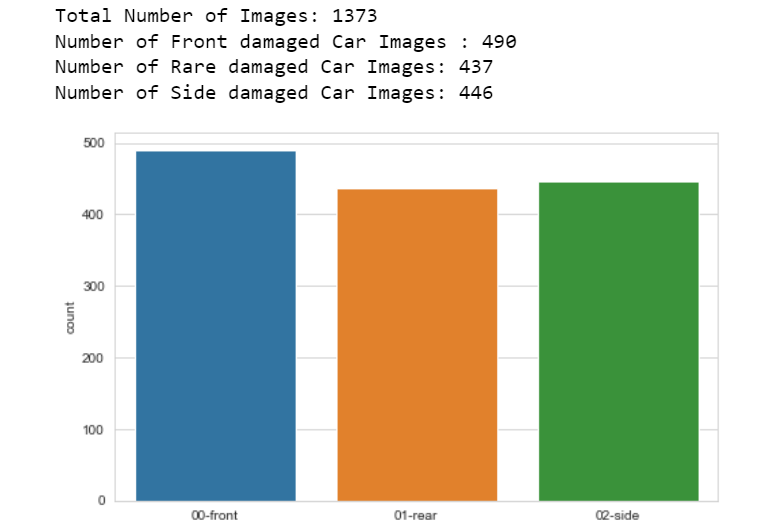 Total Number of Images: 1373
Number of Front damaged Car Images : 490
Number of Rare damaged Car Images: 437
Number of Side damaged Car Images: 446
500
400
300
200
100
0
count
00-front 01-rear 02-side